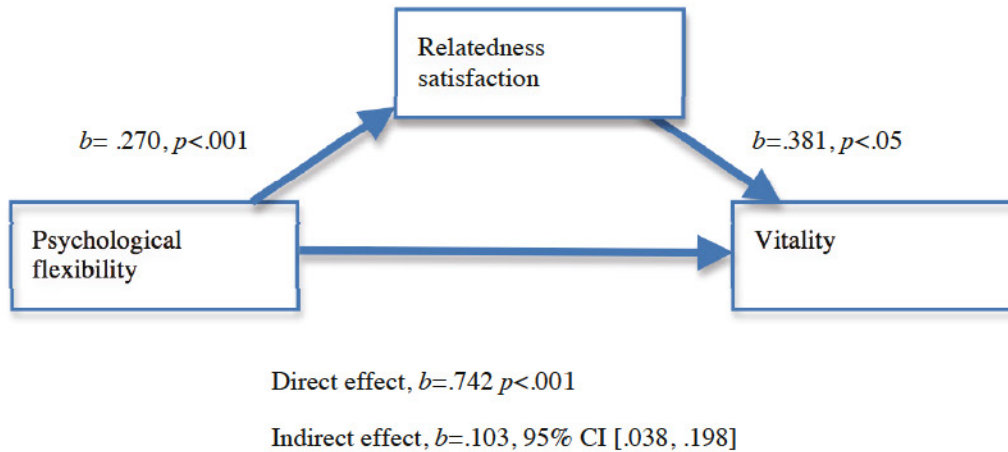 Relatedness
satisfaction
b= .270, p<.001
b=.381, p<.05
Psychological
flexibility
Vitality
Direct effect, b=.742 p<.001
Indirect effect, b=.103, 95% CI [.038, .198]